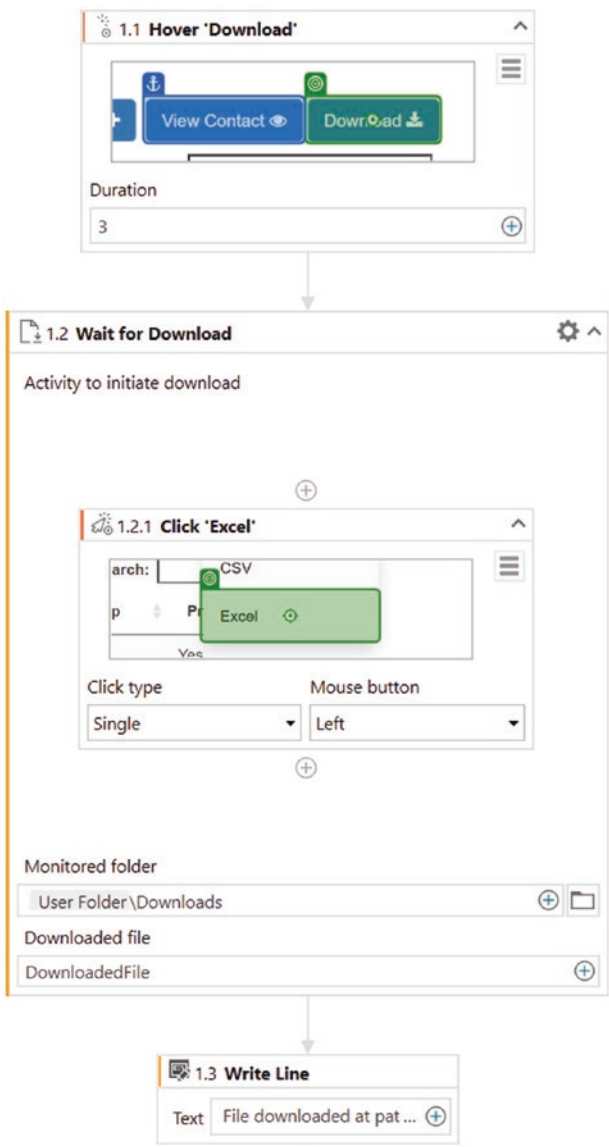 1.1 Hover 'Download'
View Contact
Download
Duration
3
1.2 Wait for Download
Activity to initiate download
1.2.1 Click 'Excel'
arch:
CSV
p
Pr
Excel
Yes
Click type
Mouse button
Single
Left
Monitored folder
User Folder\Downloads
Downloaded file
DownloadedFile
1.3 Write Line
Text
File downloaded at pat ...